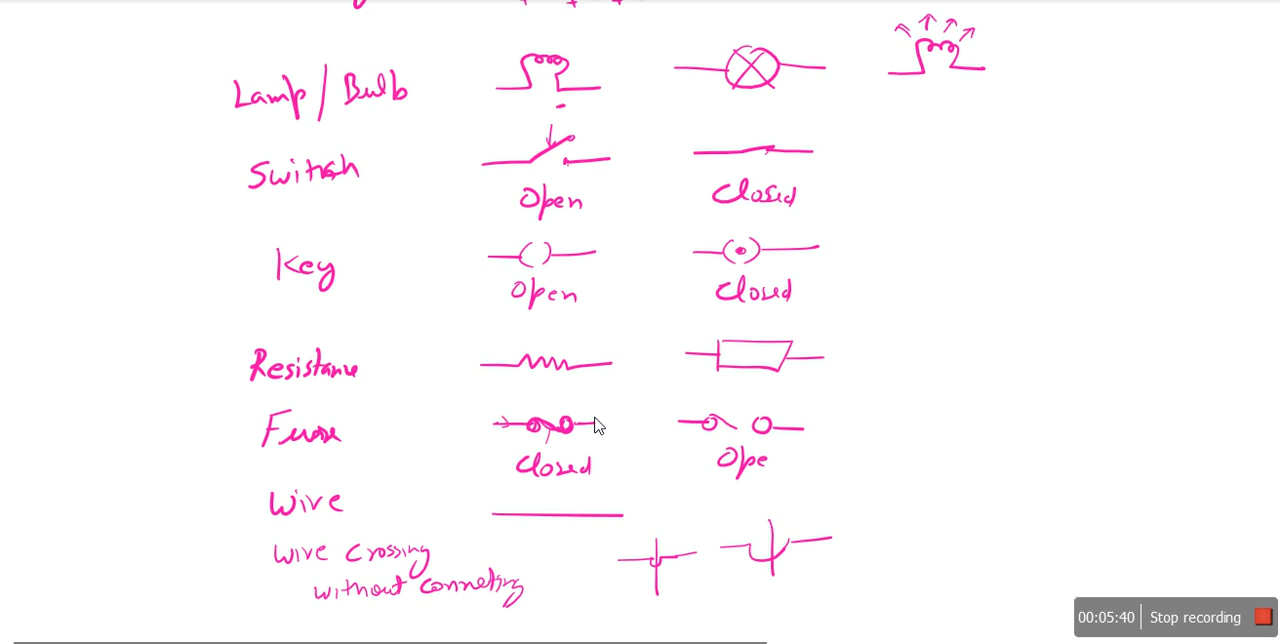 Lamp/Bulb
Switch
Open
Closed
Key
Open
Closed
Resistance
Fuse
Closed
Ope
Wire
Wire Crossing
without connecting
00:05:40 Stop recording